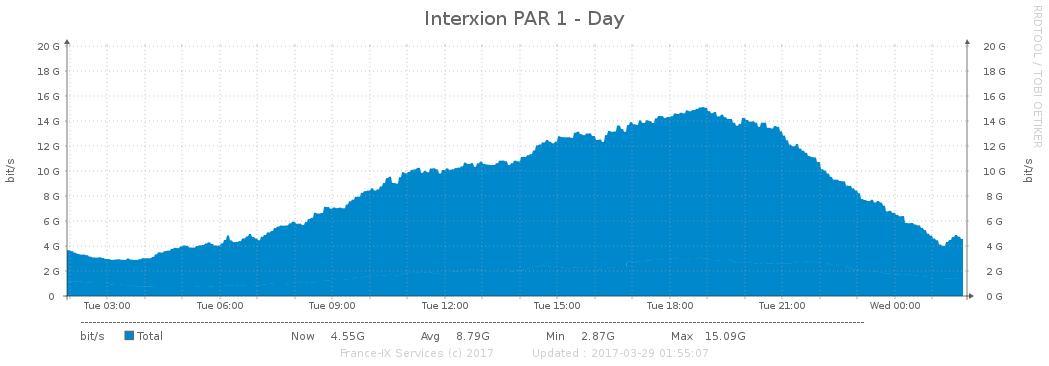 Interxion PAR 1 - Day
RRDTOOL / TOBI OETIKER
bit/s
20 G
18 G
16 G
14 G
12 G
10 G
8 G
6 G
4 G
2 G
0
20 G
18 G
16 G
14 G
12 G
10 G
8 G
6 G
4 G
2 G
0 G
bit/s
Tue 03:00 Tue 06:00 Tue 09:00 Tue 12:00 Tue 15:00 Tue 18:00 Tue 21:00 Wed 00:00
bit/s Total Now 4.55G Avg 8.79G Min 2.87G Max 15.09G
France-IX Services (c) 2017 Updated : 2017-03-29 01:55:07